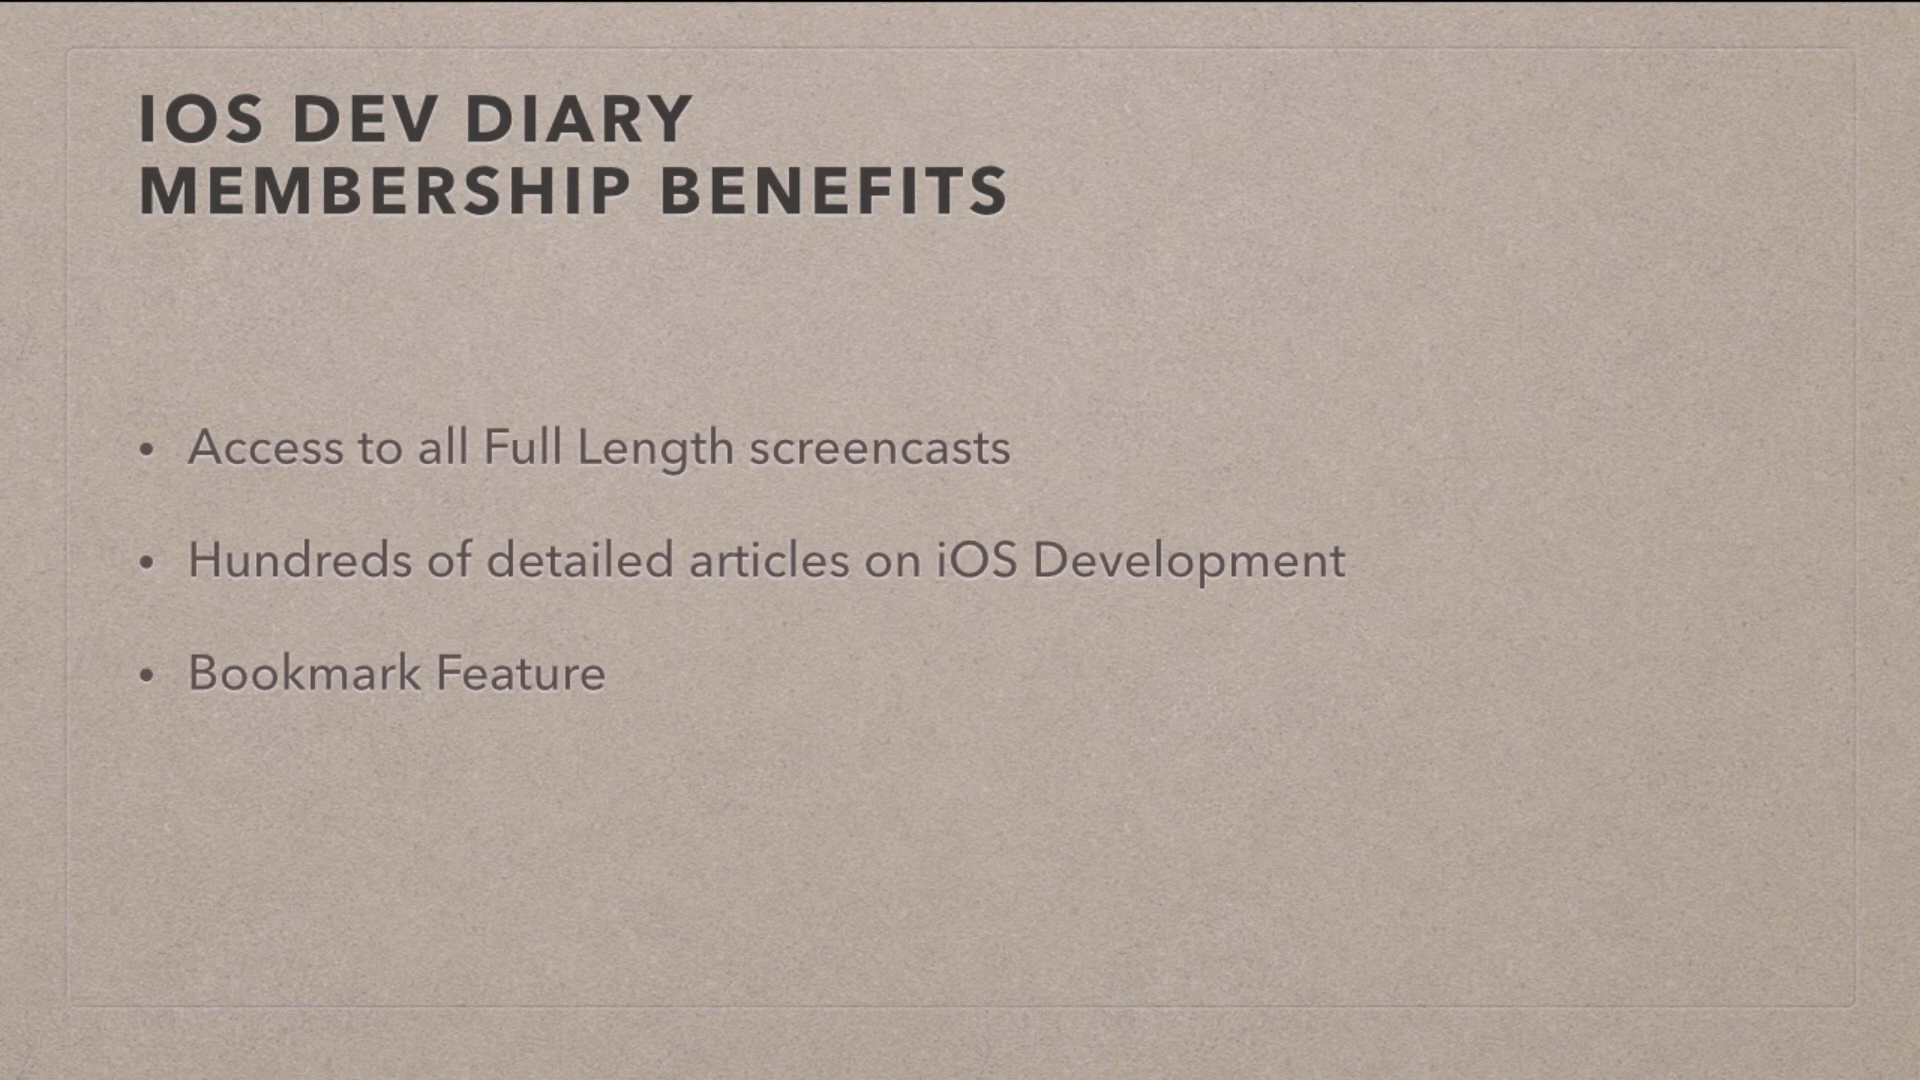 IOS DEV DIARY
MEMBERSHIP BENEFITS
• Access to all Full Length screencasts
• Hundreds of detailed articles on iOS Development
• Bookmark Feature